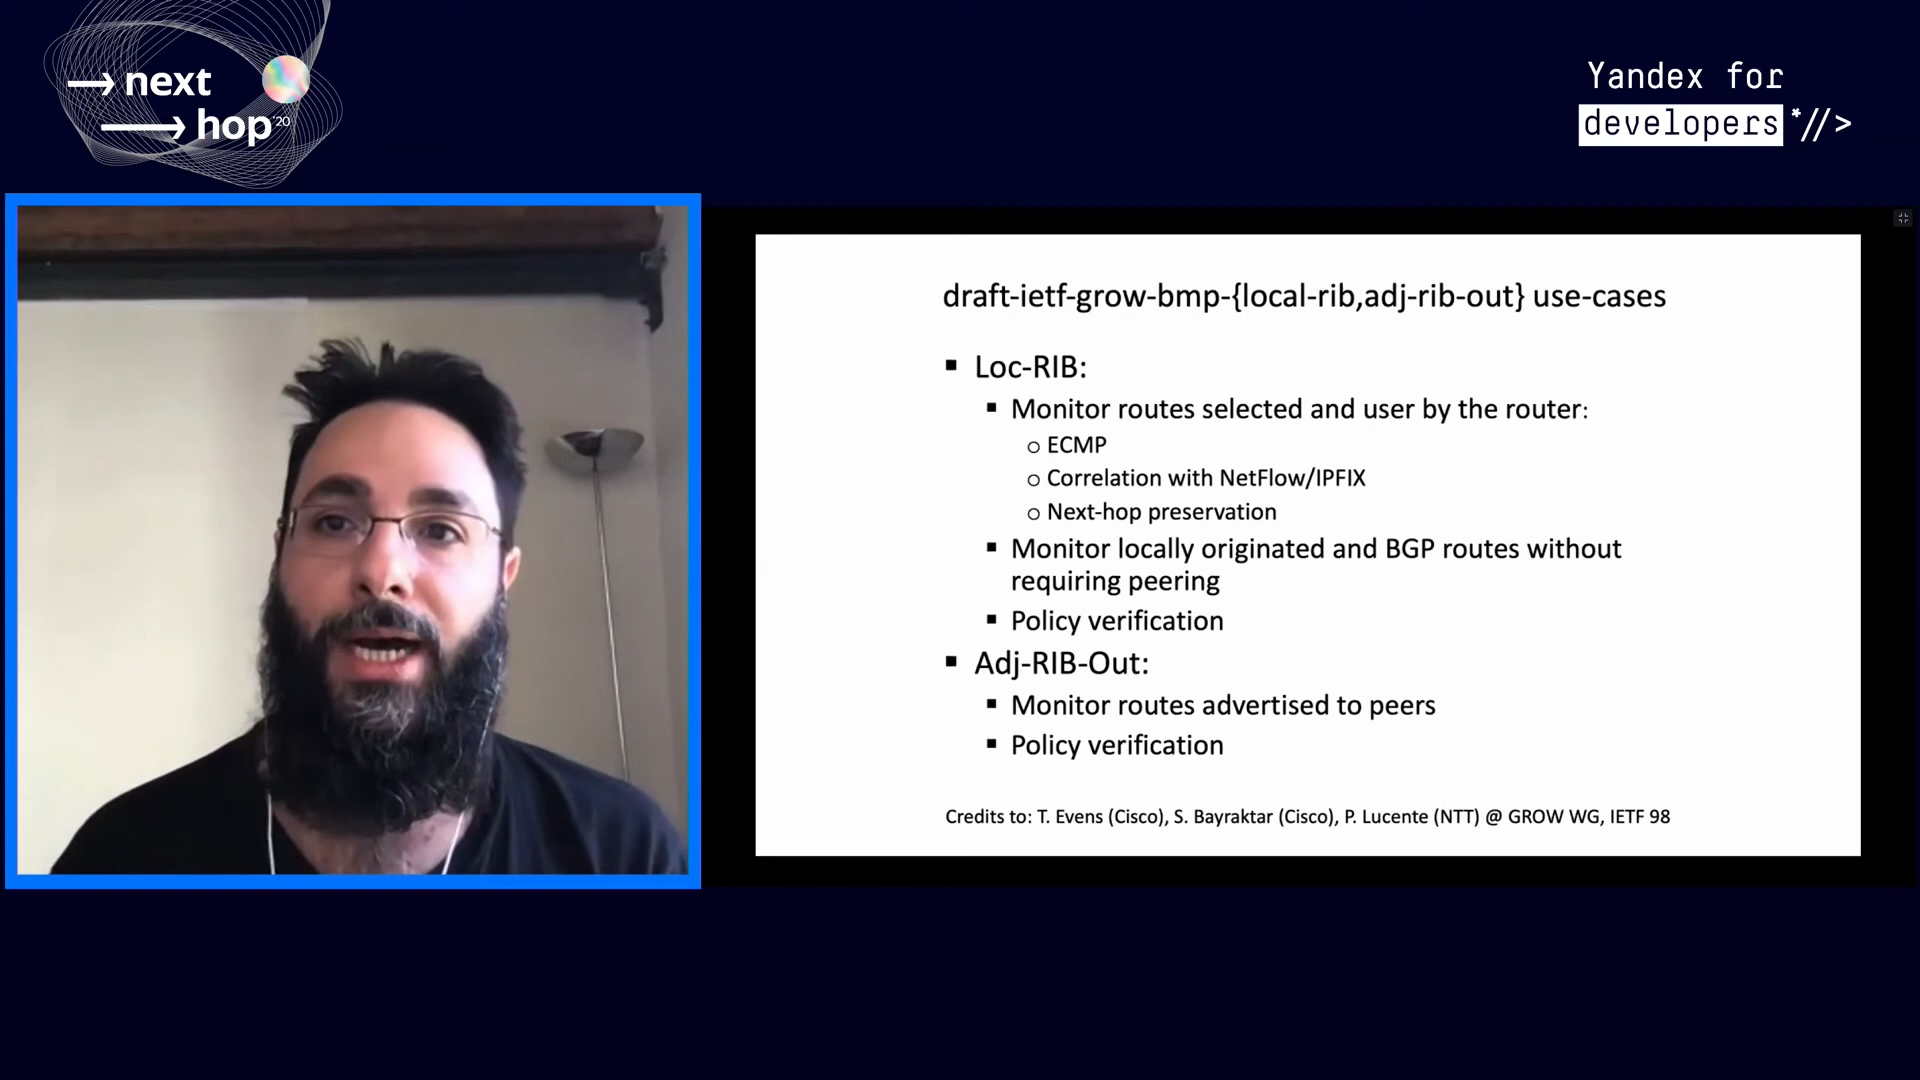 → next
→ hop '20
Yandex for
developers *//>
draft-ietf-grow-bmp-{local-rib,adj-rib-out} use-cases
▪ Loc-RIB:
▪ Monitor routes selected and user by the router:
o ECMP
o Correlation with NetFlow/IPFIX
o Next-hop preservation
▪ Monitor locally originated and BGP routes without
requiring peering
▪ Policy verification
▪ Adj-RIB-Out:
▪ Monitor routes advertised to peers
▪ Policy verification
Credits to: T. Evens (Cisco), S. Bayraktar (Cisco), P. Lucente (NTT) @ GROW WG, IETF 98